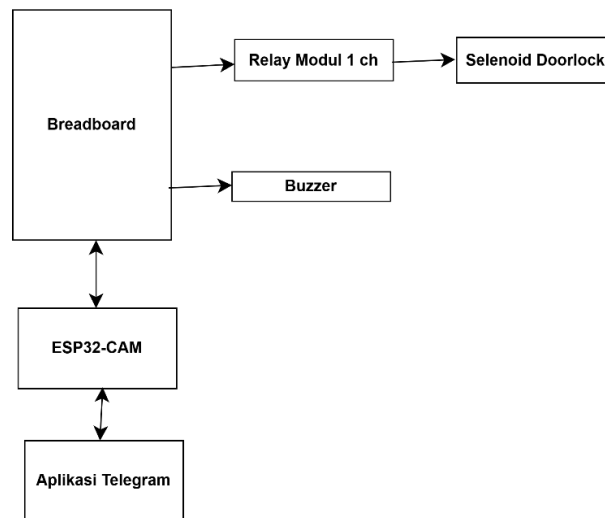 Relay Modul 1 ch
Selenoid Doorlock
Breadboard
Buzzer
ESP32-CAM
Aplikasi Telegram